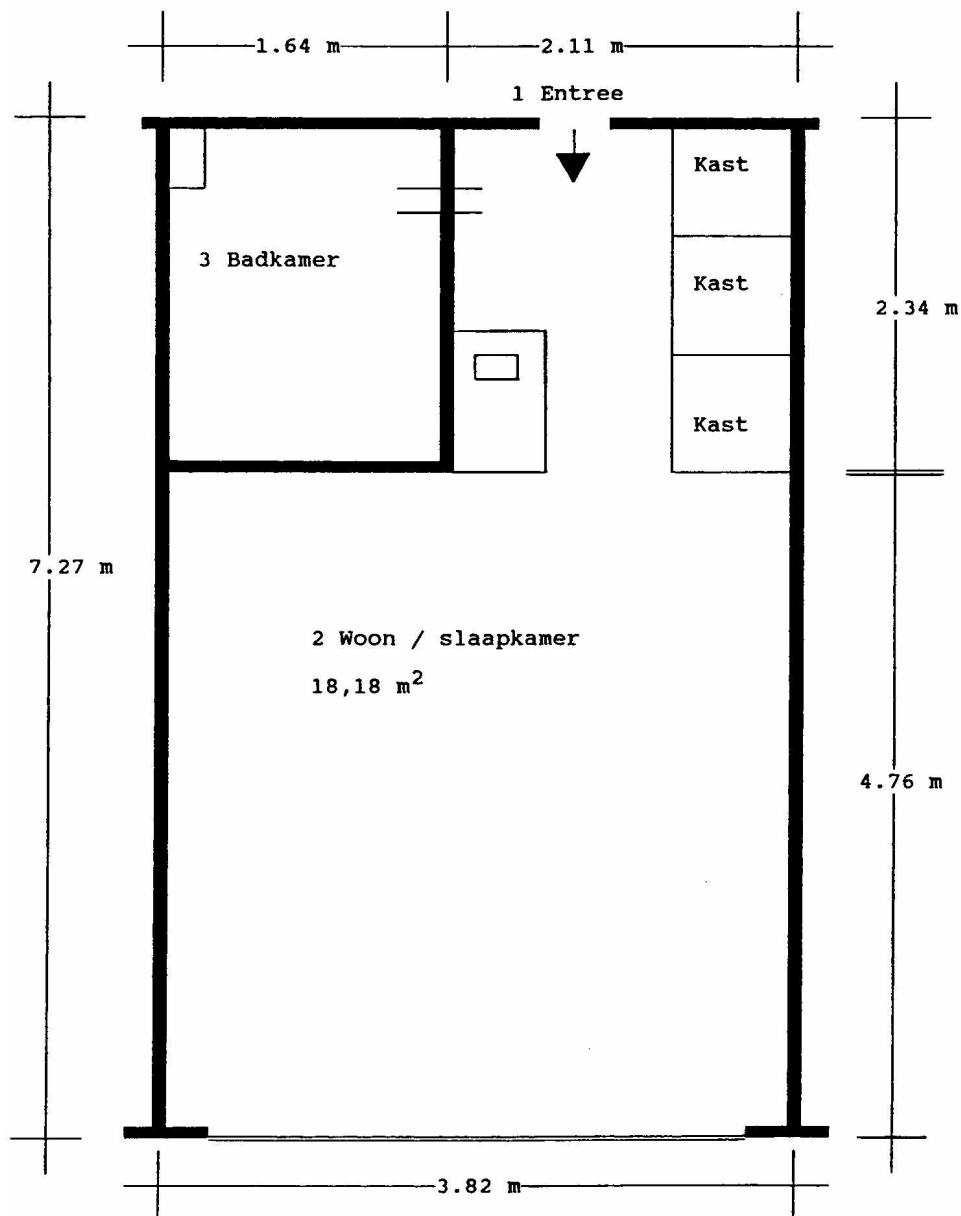 1.64 m
2.11 m
1 Entree
Kast
3 Badkamer
Kast
2.34 m
Kast
7.27 m
2 Woon / slaapkamer
18,18 m²
4.76 m
3.82 m